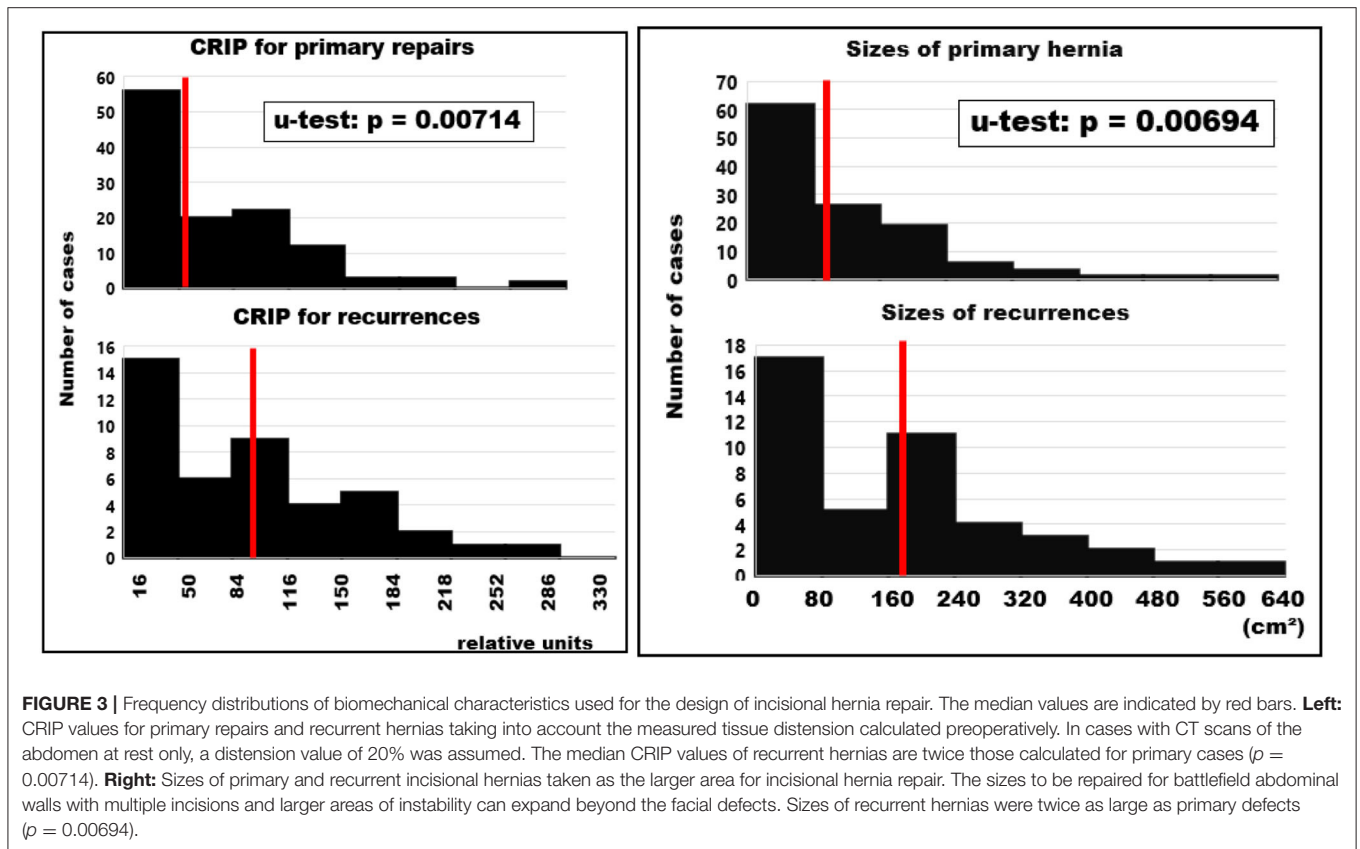 CRIP for primary repairs
60
50
40
30
20
10
0
u-test: p = 0.00714
Number of cases
CRIP for recurrences
16
14
12
10
8
6
4
2
0
16 50 84 116 150 184 218 252 286 330
relative units
Sizes of primary hernia
70
60
50
40
30
20
10
0
u-test: p = 0.00694
Number of cases
Sizes of recurrences
18
16
14
12
10
8
6
4
2
0
0 80 160 240 320 400 480 560 640
(cm²)
FIGURE 3 | Frequency distributions of biomechanical characteristics used for the design of incisional hernia repair. The median values are indicated by red bars. Left:
CRIP values for primary repairs and recurrent hernias taking into account the measured tissue distension calculated preoperatively. In cases with CT scans of the
abdomen at rest only, a distension value of 20% was assumed. The median CRIP values of recurrent hernias are twice those calculated for primary cases (p =
0.00714). Right: Sizes of primary and recurrent incisional hernias taken as the larger area for incisional hernia repair. The sizes to be repaired for battlefield abdominal
walls with multiple incisions and larger areas of instability can expand beyond the facial defects. Sizes of recurrent hernias were twice as large as primary defects
(p = 0.00694).